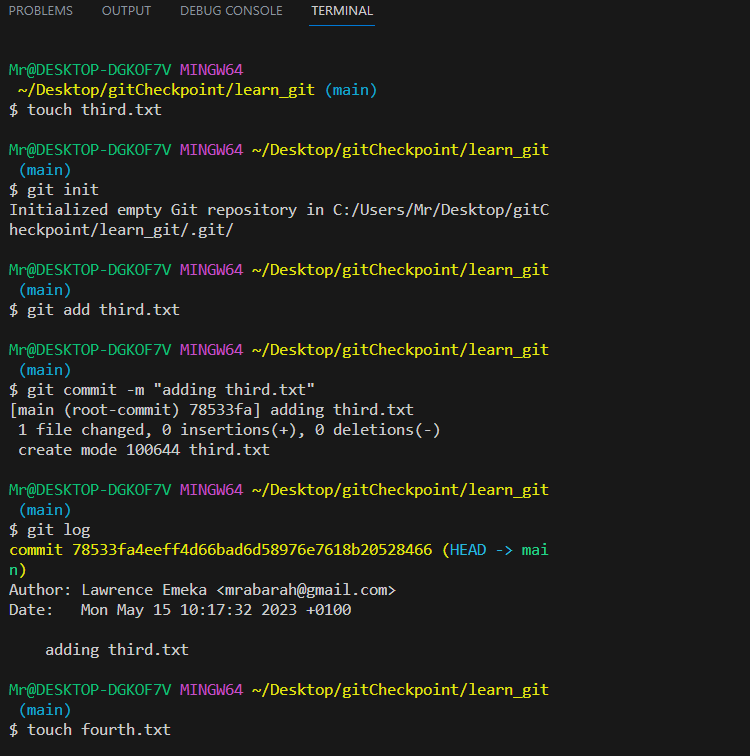 PROBLEMS OUTPUT DEBUG CONSOLE TERMINAL
Mr@DESKTOP-DGKOF7V MINGW64
~/Desktop/gitCheckpoint/learn_git (main)
$ touch third.txt
Mr@DESKTOP-DGKOF7V MINGW64 ~/Desktop/gitCheckpoint/learn_git
(main)
$ git init
Initialized empty Git repository in C:/Users/Mr/Desktop/gitC
heckpoint/learn_git/.git/
Mr@DESKTOP-DGKOF7V MINGW64 ~/Desktop/gitCheckpoint/learn_git
(main)
$ git add third.txt
Mr@DESKTOP-DGKOF7V MINGW64 ~/Desktop/gitCheckpoint/learn_git
(main)
$ git commit -m "adding third.txt"
[main (root-commit) 78533fa] adding third.txt
1 file changed, 0 insertions(+), 0 deletions(-)
create mode 100644 third.txt
Mr@DESKTOP-DGKOF7V MINGW64 ~/Desktop/gitCheckpoint/learn_git
(main)
$ git log
commit 78533fa4eeff4d66bad6d58976e7618b20528466 (HEAD -> mai
n)
Author: Lawrence Emeka <mrabarah@gmail.com>
Date:   Mon May 15 10:17:32 2023 +0100
adding third.txt
Mr@DESKTOP-DGKOF7V MINGW64 ~/Desktop/gitCheckpoint/learn_git
(main)
$ touch fourth.txt